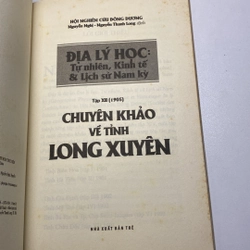 HỘI NGHIÊN CỨU ĐÔNG DƯƠNG
Nguyễn Nghị - Nguyễn Thanh Long dịch
ĐỊA LÝ HỌC:
Tự nhiên, Kinh tế
& Lịch sử Nam kỳ
Tập XII (1905)
CHUYÊN KHẢO
VỀ TỈNH
LONG XUYÊN
NHÀ XUẤT BẢN TRẺ